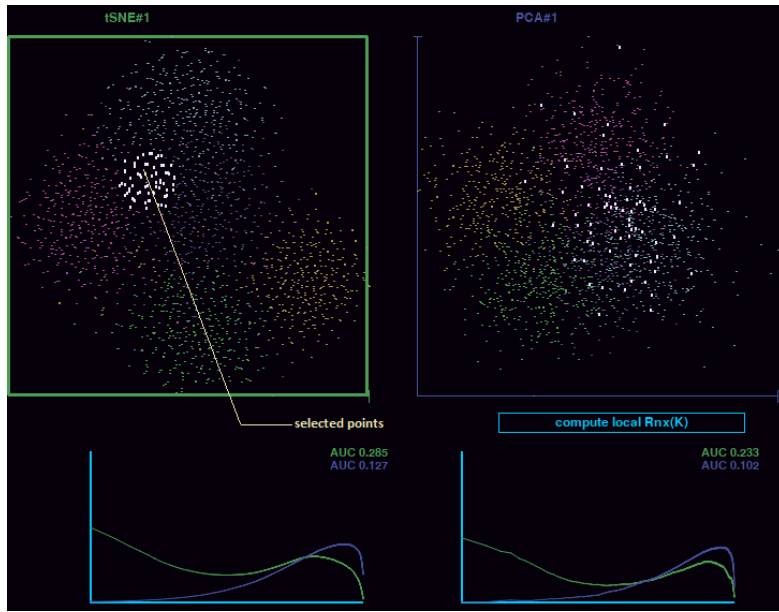 tSNE#1
PCA#1
selected points
compute local Rnx(K)
AUC 0.285
AUC 0.127
AUC 0.233
AUC 0.102